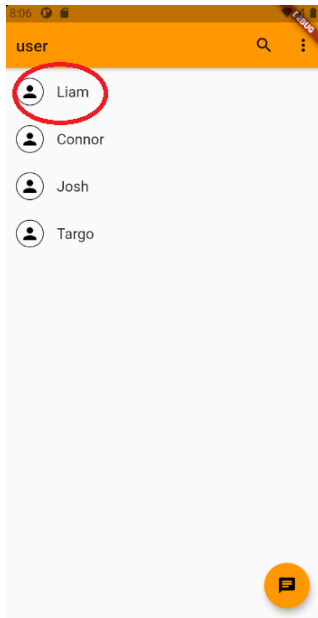 8:06
DEBUG
user
Liam
Connor
Josh
Targo